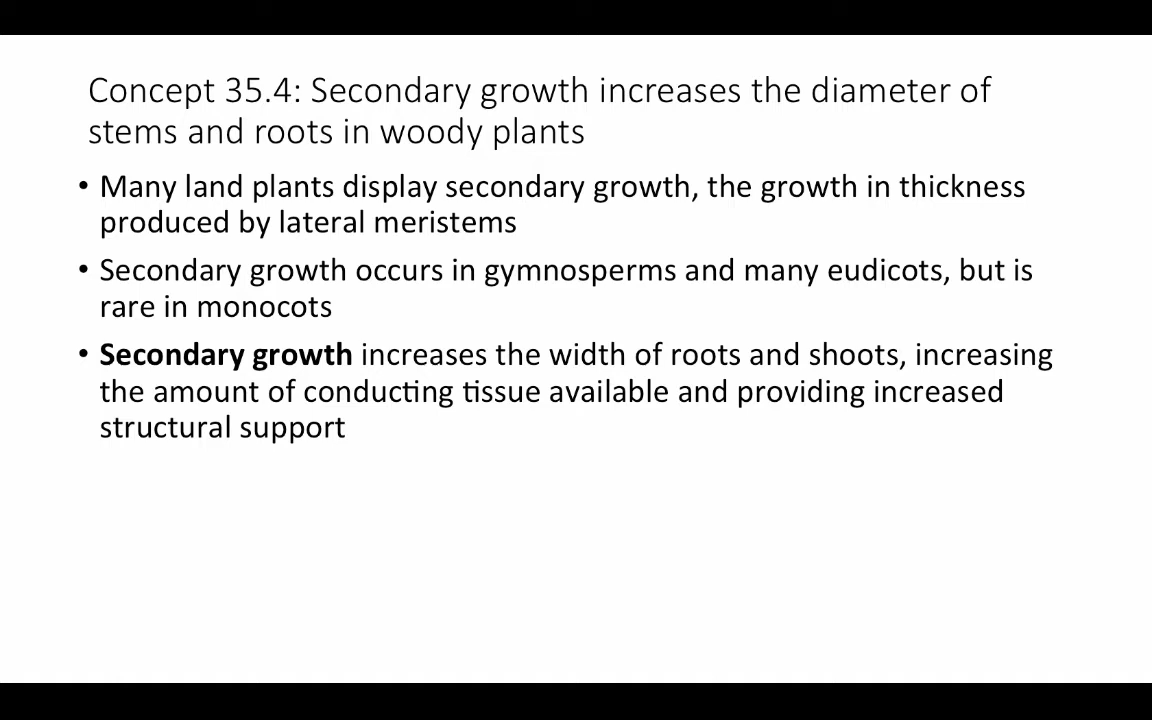 Concept 35.4: Secondary growth increases the diameter of
stems and roots in woody plants
• Many land plants display secondary growth, the growth in thickness
produced by lateral meristems
• Secondary growth occurs in gymnosperms and many eudicots, but is
rare in monocots
• Secondary growth increases the width of roots and shoots, increasing
the amount of conducting tissue available and providing increased
structural support